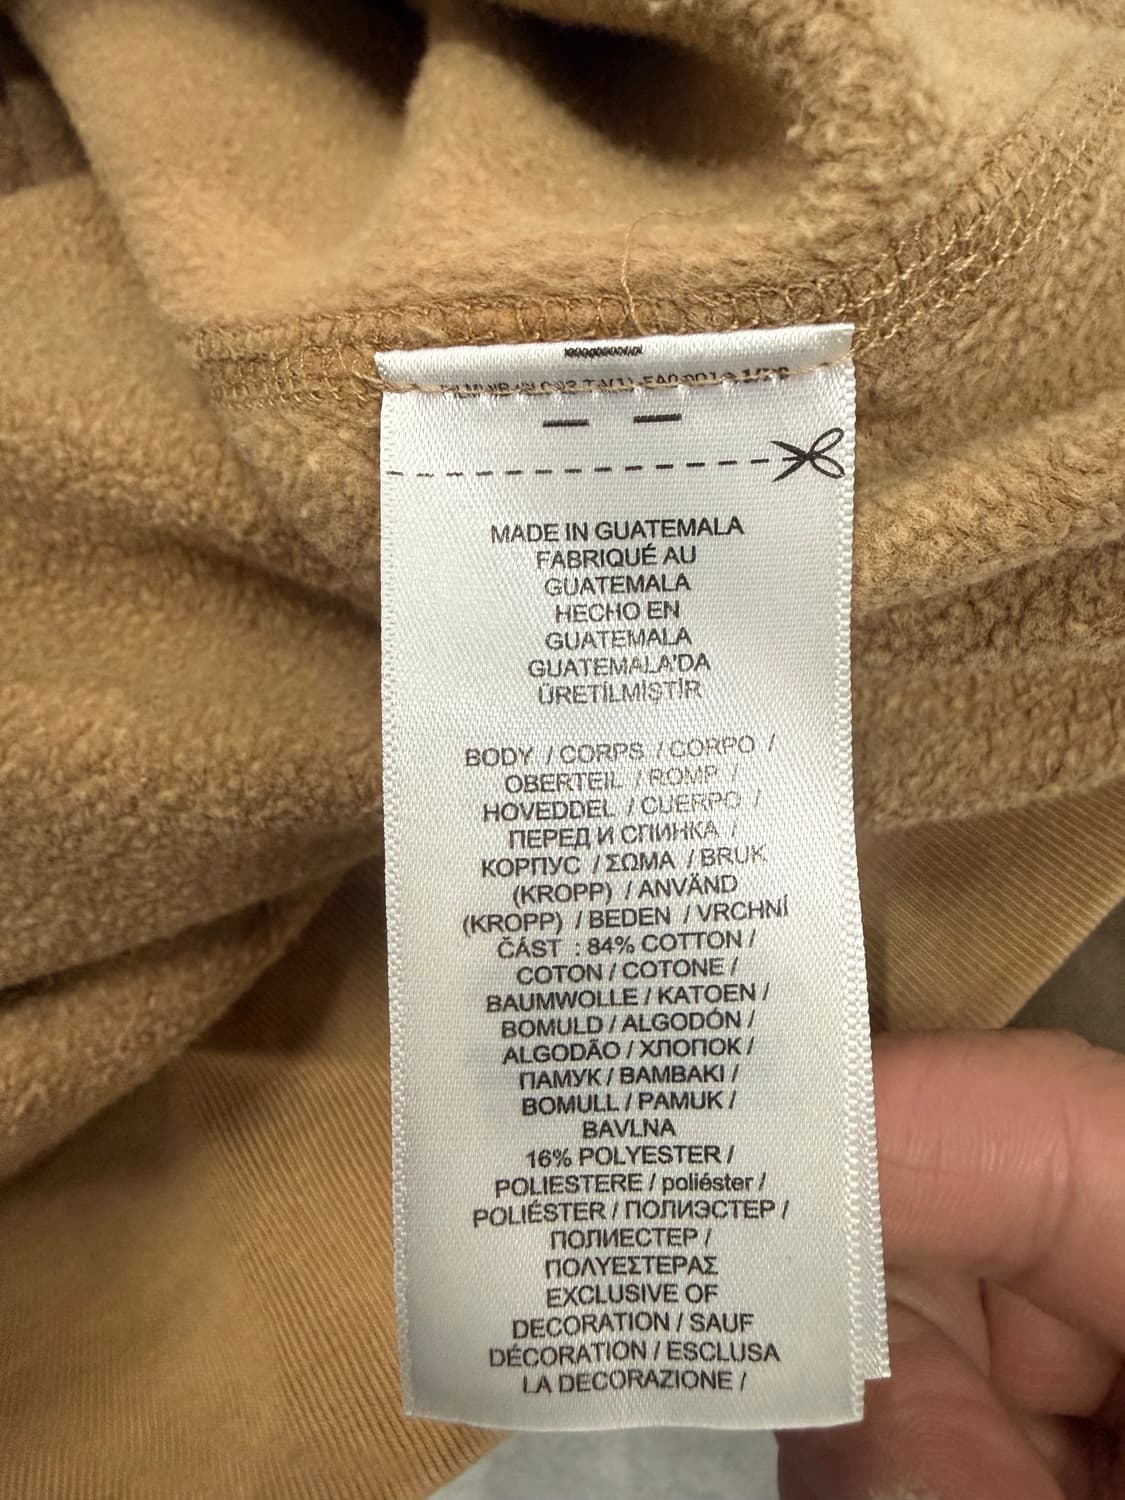 MADE IN GUATEMALA
FABRIQUÉ AU
GUATEMALA
HECHO EN
GUATEMALA
GUATEMALA'DA
ÜRETİLMİŞTİR
BODY / CORPS / CORPO /
OBERTEIL / ROMP /
HOVEDDEL / CUERPO /
ПЕРЕД И СПИНКА /
КОРПУС / ΣΩΜΑ / BRUK
(KROPP) / ANVÄND
(KROPP) / BEDEN / VRCHNÍ
ČÁST : 84% COTTON /
COTON / COTONE /
BAUMWOLLE / KATOEN /
BOMULD / ALGODÓN /
ALGODÃO / ХЛОПОК /
ПАМУК / ΒΑΜΒΑΚΙ /
BOMULL / PAMUK /
BAVLNA
16% POLYESTER /
POLIESTERE / poliéster /
POLIÉSTER / ПОЛИЭСТЕР /
ПОЛИЕСТЕР /
ΠΟΛΥΕΣΤΕΡΑΣ
EXCLUSIVE OF
DECORATION / SAUF
DÉCORATION / ESCLUSA
LA DECORAZIONE /